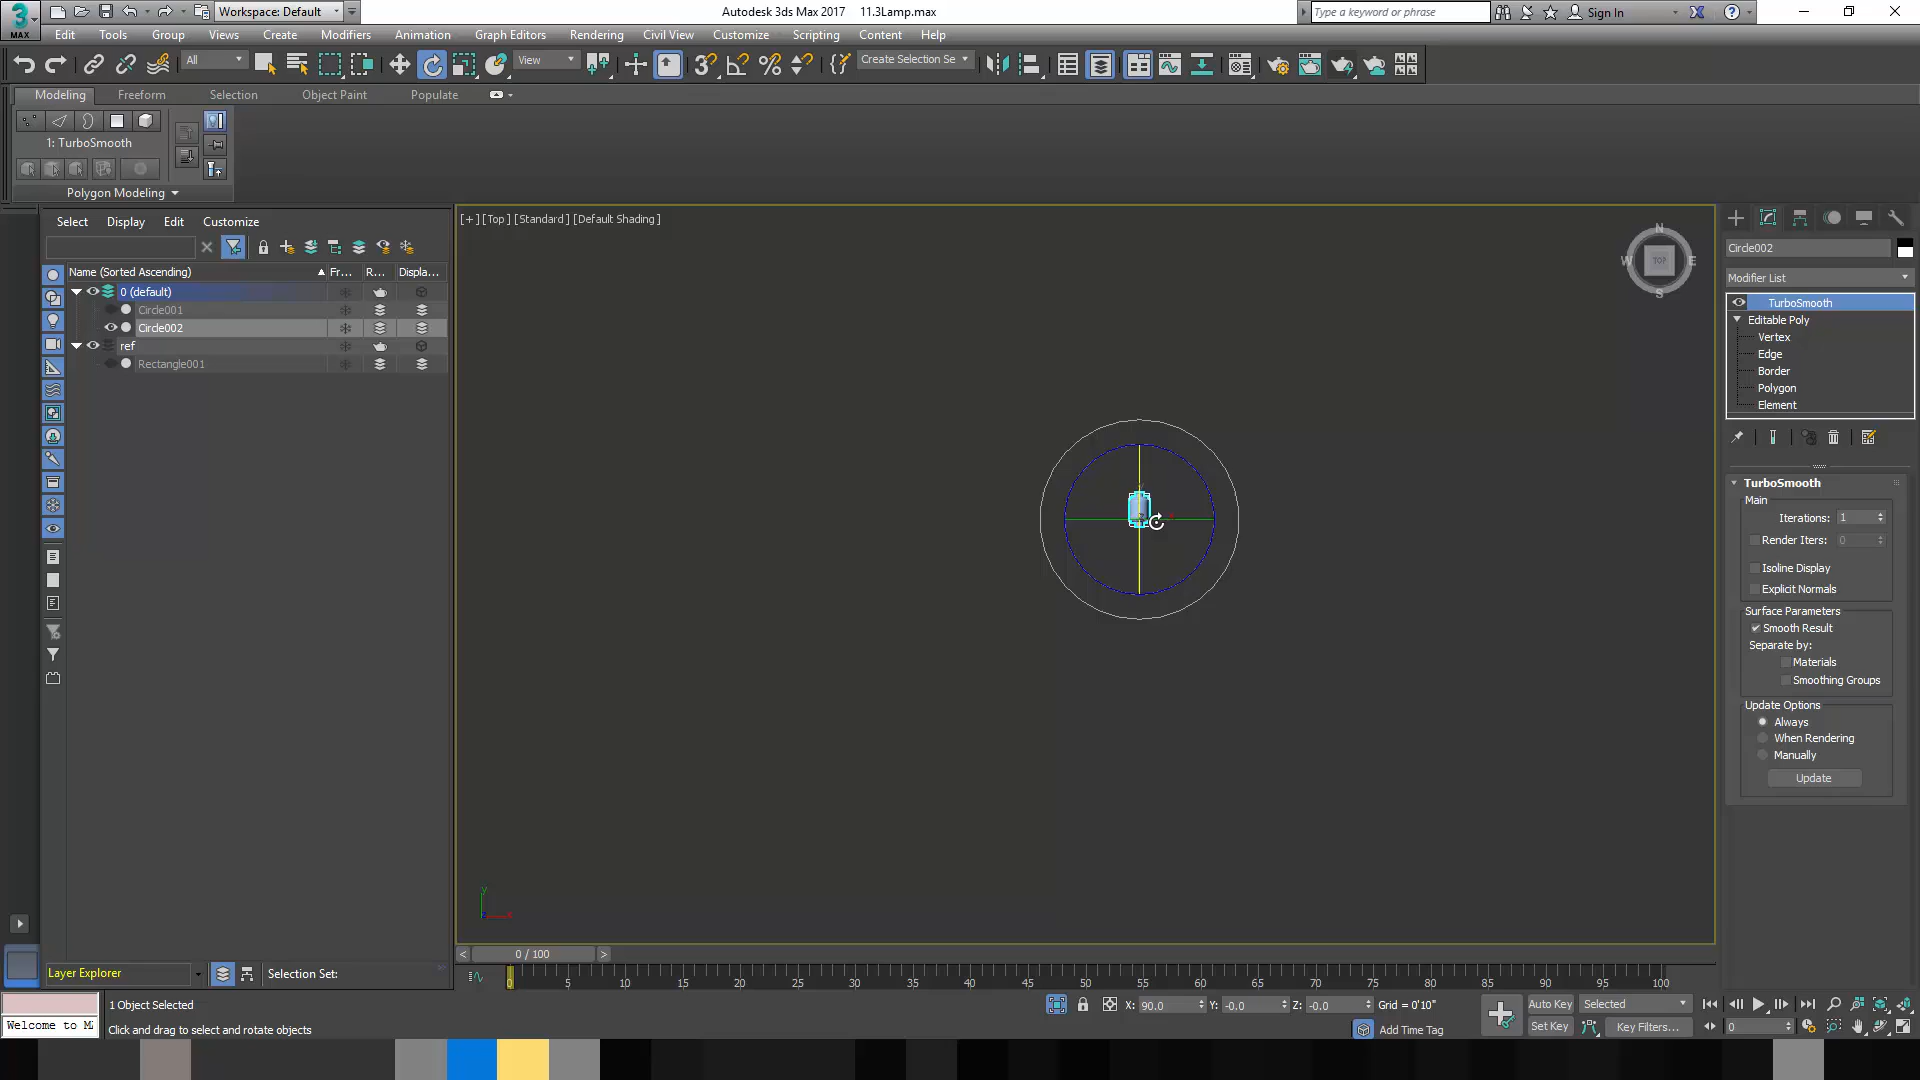 Workspace: Default
Autodesk 3ds Max 2017 11.3Lamp.max
Type a keyword or phrase
Sign In
MAX
Edit Tools Group Views Create Modifiers Animation Graph Editors Rendering Civil View Customize Scripting Content Help
All
View
Create Selection Se
Modeling Freeform Selection Object Paint Populate
1: TurboSmooth
Polygon Modeling
Select Display Edit Customize
Name (Sorted Ascending) Fr... R... Displa...
0 (default)
Circle001
Circle002
ref
Rectangle001
[+] [Top] [Standard] [Default Shading]
N
W TOP E
S
Circle002
Modifier List
TurboSmooth
Editable Poly
Vertex
Edge
Border
Polygon
Element
TurboSmooth
Main
Iterations: 1
Render Iters: 0
Isoline Display
Explicit Normals
Surface Parameters
Smooth Result
Separate by:
Materials
Smoothing Groups
Update Options
Always
When Rendering
Manually
Update
y
0 / 100
Layer Explorer
Selection Set:
0 5 10 15 20 25 30 35 40 45 50 55 60 65 70 75 80 85 90 95 100
1 Object Selected
X: 90.0 Y: -0.0 Z: -0.0 Grid = 0'10"
Auto Key Selected
Welcome to M
Click and drag to select and rotate objects
Add Time Tag
Set Key Key Filters... 0